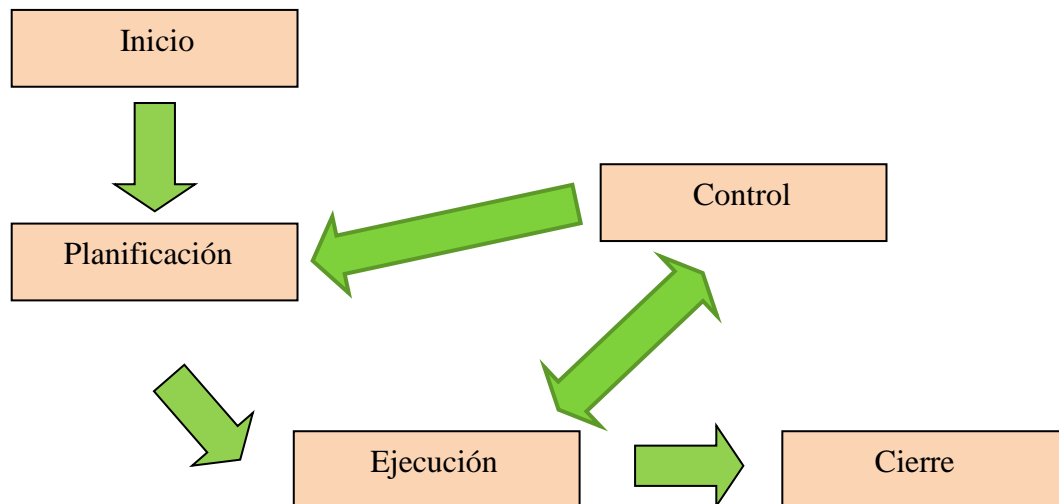 Inicio
Control
Planificación
Ejecución
Cierre